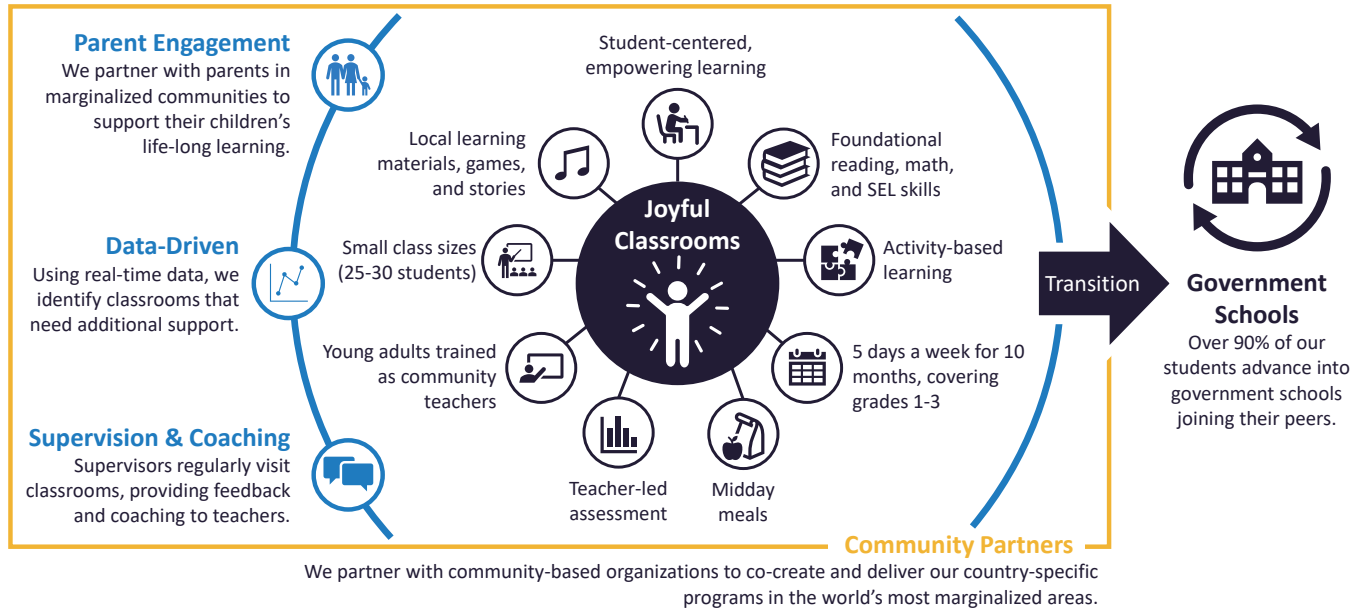 Parent Engagement
We partner with parents in
marginalized communities to
support their children's
life-long learning.
Data-Driven
Using real-time data, we
identify classrooms that
need additional support.
Supervision & Coaching
Supervisors regularly visit
classrooms, providing feedback
and coaching to teachers.
Student-centered,
empowering learning
Local learning
materials, games,
and stories
Foundational
reading, math,
and SEL skills
Joyful
Classrooms
Small class sizes
(25-30 students)
Activity-based
learning
Young adults trained
as community
teachers
5 days a week for 10
months, covering
grades 1-3
Teacher-led
assessment
Midday
meals
Transition
Government
Schools
Over 90% of our
students advance into
government schools
joining their peers.
Community Partners
We partner with community-based organizations to co-create and deliver our country-specific
programs in the world's most marginalized areas.